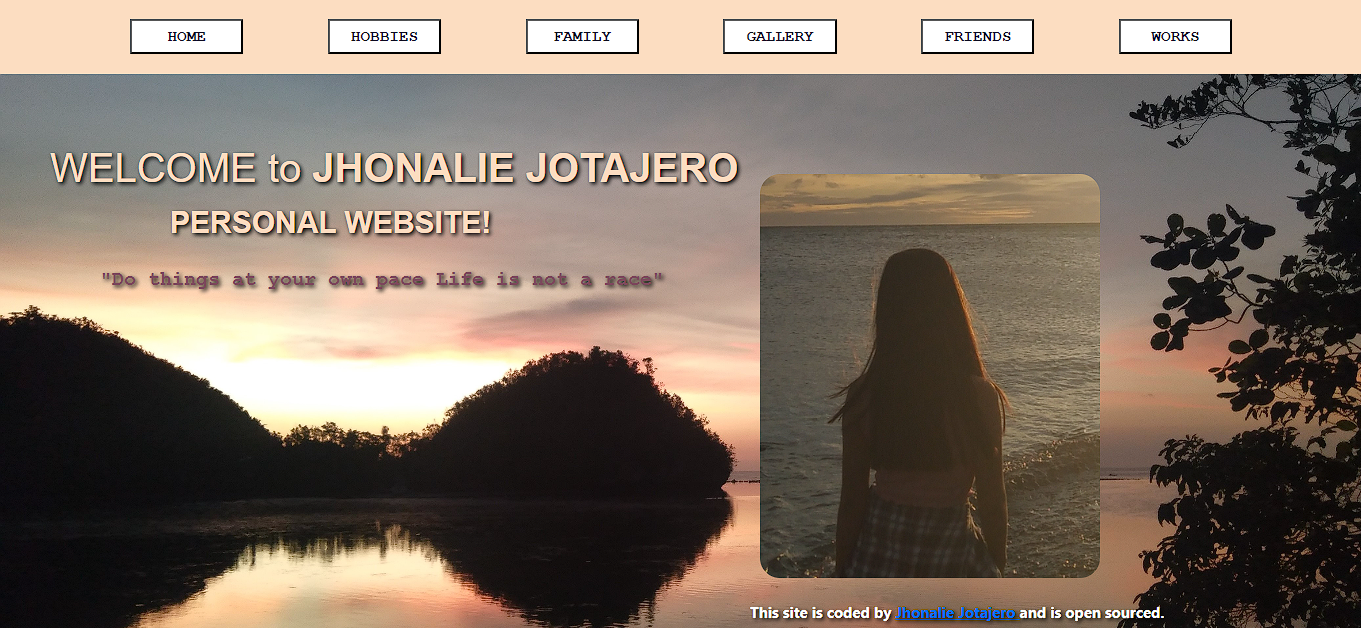 HOME HOBBIES FAMILY GALLERY FRIENDS WORKS
WELCOME to JHONALIE JOTAJERO
PERSONAL WEBSITE!
"Do things at your own pace Life is not a race"
This site is coded by Jhonalie Jotajero and is open sourced.